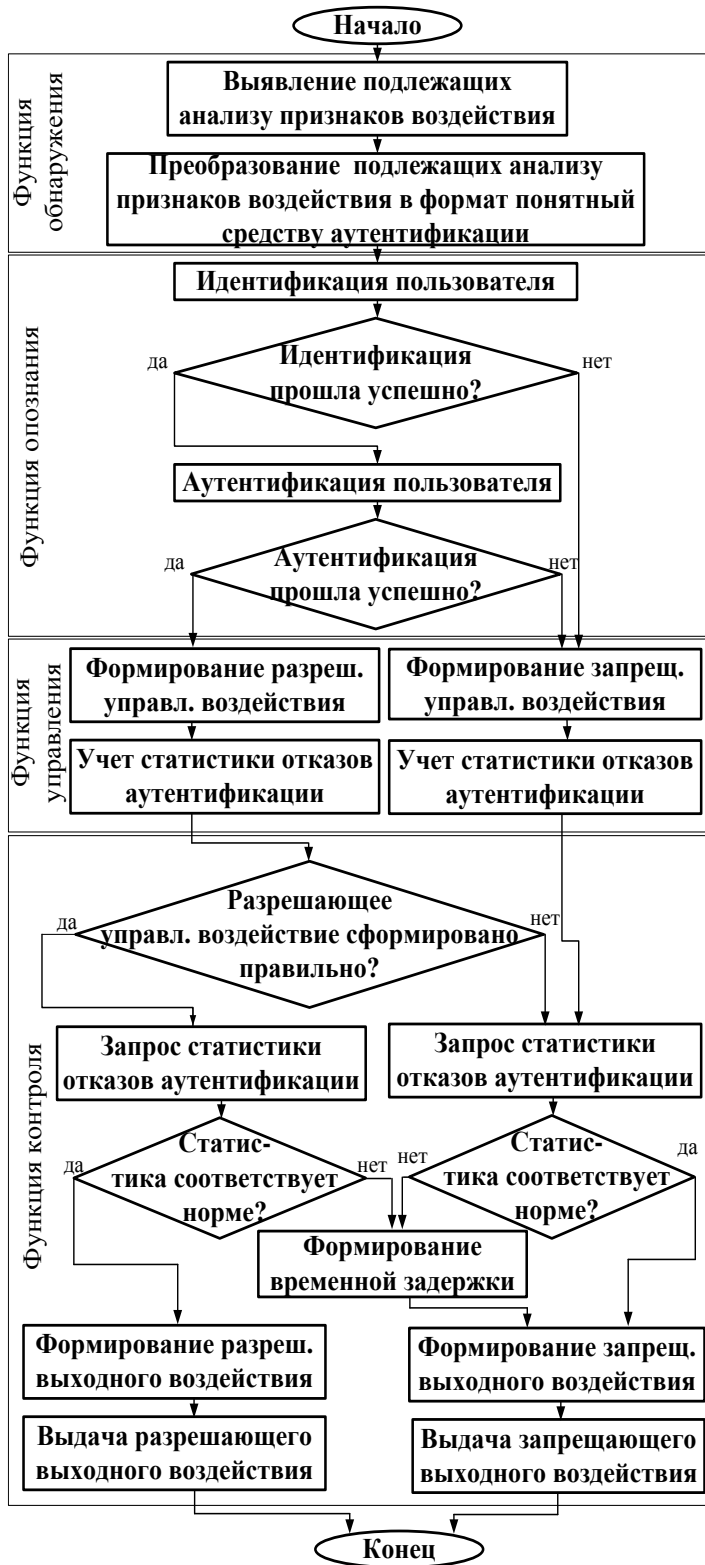 Начало
Функция
обнаружения
Выявление подлежащих
анализу признаков воздействия
Преобразование подлежащих анализу
признаков воздействия в формат понятный
средству аутентификации
Функция опознания
Идентификация пользователя
да
Идентификация
прошла успешно?
нет
Аутентификация пользователя
да
Аутентификация
прошла успешно?
нет
Функция
управления
Формирование разреш.
управл. воздействия
Формирование запрещ.
управл. воздействия
Учет статистики отказов
аутентификации
Учет статистики отказов
аутентификации
Функция контроля
да
Разрешающее
управл. воздействие сформировано
правильно?
нет
Запрос статистики
отказов аутентификации
Запрос статистики
отказов аутентификации
да
Статис-
тика соответствует
норме?
нет
нет
Статис-
тика соответствует
норме?
да
Формирование
временной задержки
Формирование разреш.
выходного воздействия
Формирование запрещ.
выходного воздействия
Выдача разрешающего
выходного воздействия
Выдача запрещающего
выходного воздействия
Конец